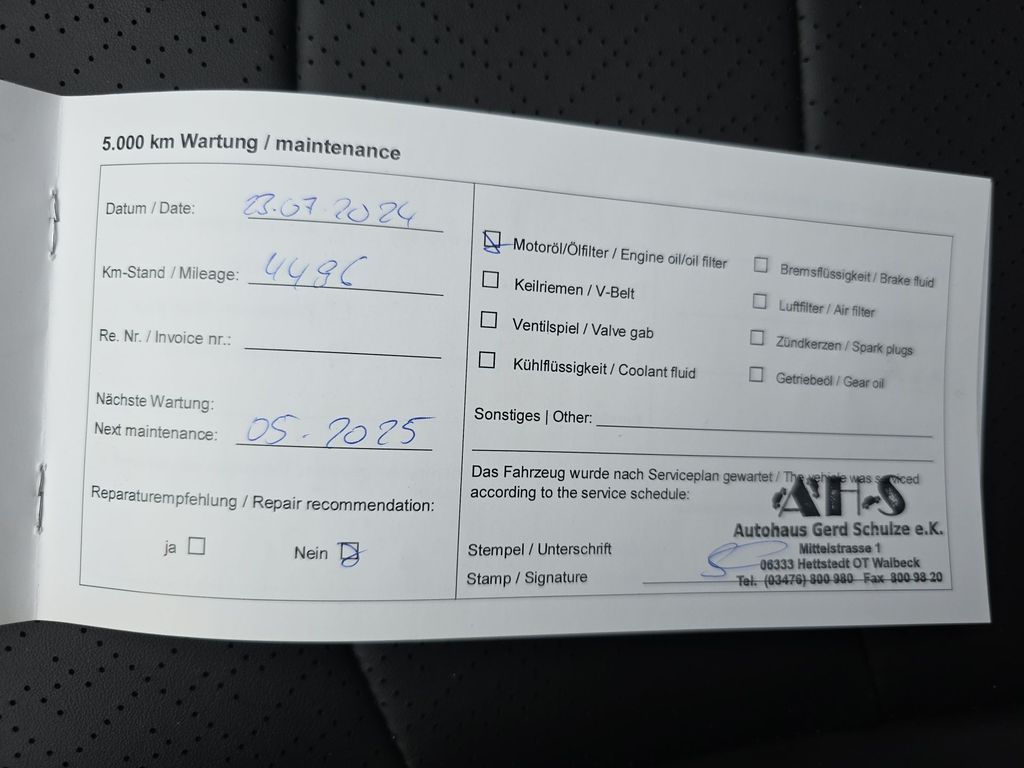 5.000 km Wartung / maintenance
Datum / Date: 23.07.2024
Km-Stand / Mileage: 4496
Re. Nr. / Invoice nr.:
Nächste Wartung:
Next maintenance: 05.2025
Reparaturempfehlung / Repair recommendation:
ja Nein
Motoröl/Ölfilter / Engine oil/oil filter
Keilriemen / V-Belt
Ventilspiel / Valve gab
Kühlflüssigkeit / Coolant fluid
Bremsflüssigkeit / Brake fluid
Luftfilter / Air filter
Zündkerzen / Spark plugs
Getriebeöl / Gear oil
Sonstiges | Other:
Das Fahrzeug wurde nach Serviceplan gewartet / The vehicle was serviced
according to the service schedule:
Stempel / Unterschrift
Stamp / Signature
AH-S
Autohaus Gerd Schulze e.K.
Mittelstrasse 1
06333 Hettstedt OT Walbeck
Tel. (03476) 800 980 Fax 800 98 20